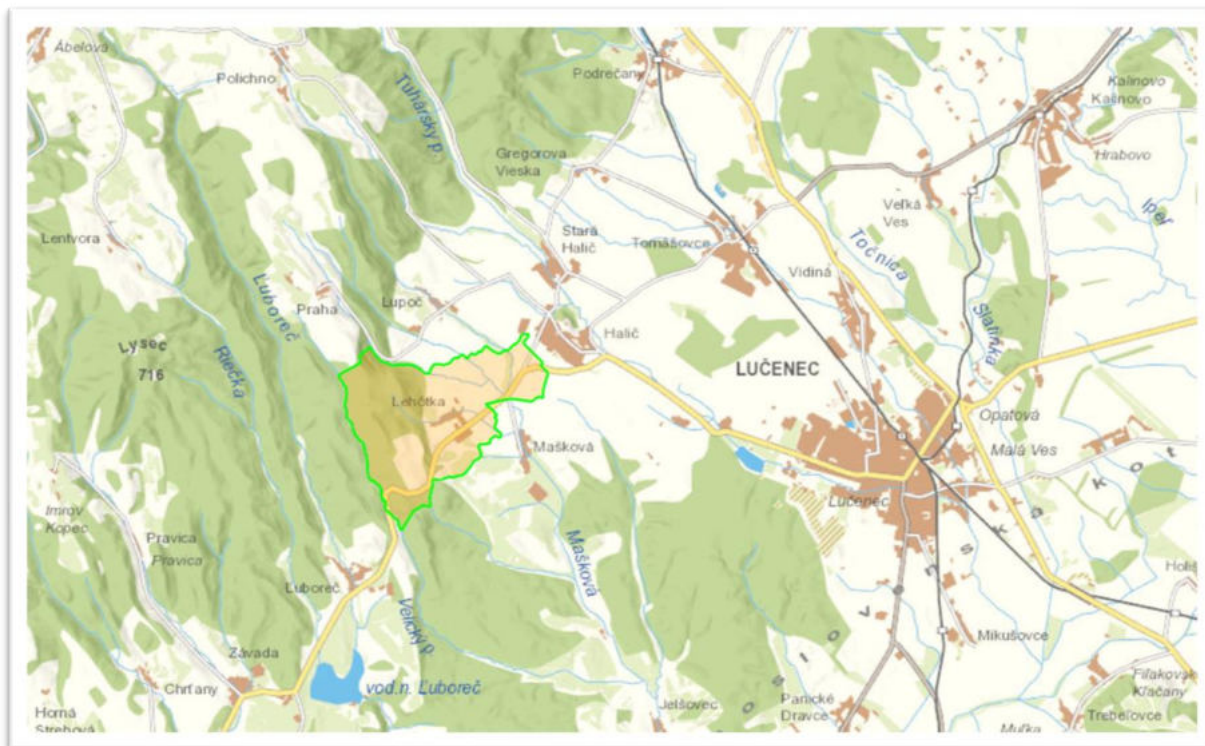 Ábelová
Polichno
Podrečany
Kalinovo
Kalinovo
Tuhársky p.
Gregorova
Vieska
Hrabovo
Veľká
Ves
Ipeľ
Lentvora
Stará
Halič
Tomášovce
Točnica
Vidiná
Ľuboreč
Praha
Lupoč
Slatinka
Halič
Lysec
716
Riečka
LUČENEC
Lehôtka
Opatová
Malá Ves
Mašková
Lučenec
Imrov
Kopec
Pravica
Pravica
Mašková
Ľuboreč
Velický p.
Mikušovce
Závada
vod.n. Ľuboreč
Chrťany
Horná
Strehová
Jelšovec
Panické
Dravce
Fiľakovské
Kľačany
Trebeľovce
Muľka